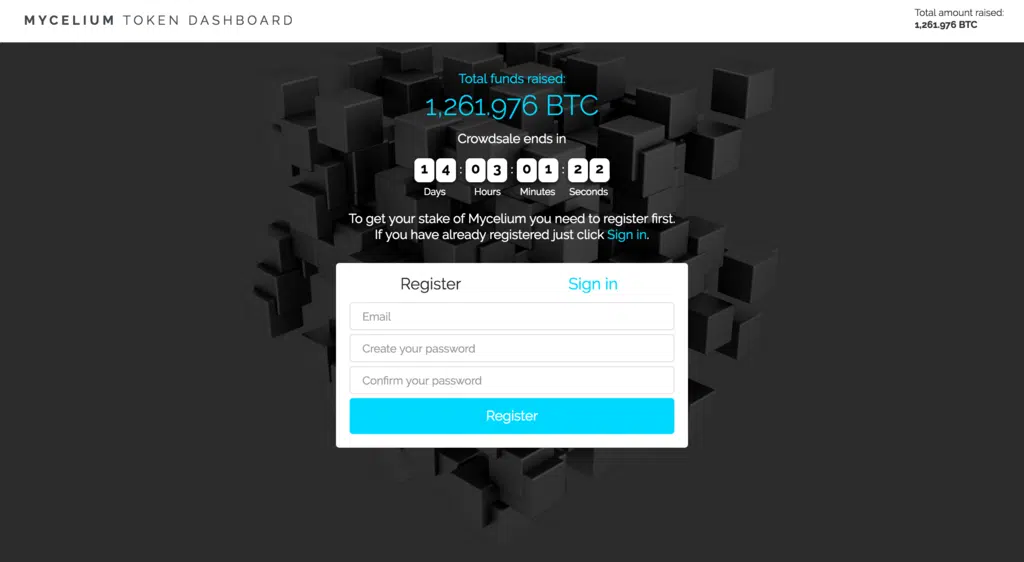 MYCELIUM TOKEN DASHBOARD
Total amount raised:
1,261.976 BTC
Total funds raised:
1,261.976 BTC
Crowdsale ends in
14 : 03 : 01 : 22
Days Hours Minutes Seconds
To get your stake of Mycelium you need to register first.
If you have already registered just click Sign in.
Register Sign in
Email
Create your password
Confirm your password
Register